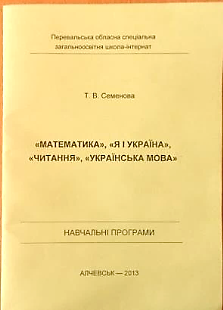 Перевальська обласна спеціальна
загальноосвітня школа-інтернат
Т. В. Семенова
«МАТЕМАТИКА», «Я І УКРАЇНА»,
«ЧИТАННЯ», «УКРАЇНСЬКА МОВА»
НАВЧАЛЬНІ ПРОГРАМИ
АЛЧЕВСЬК — 2013